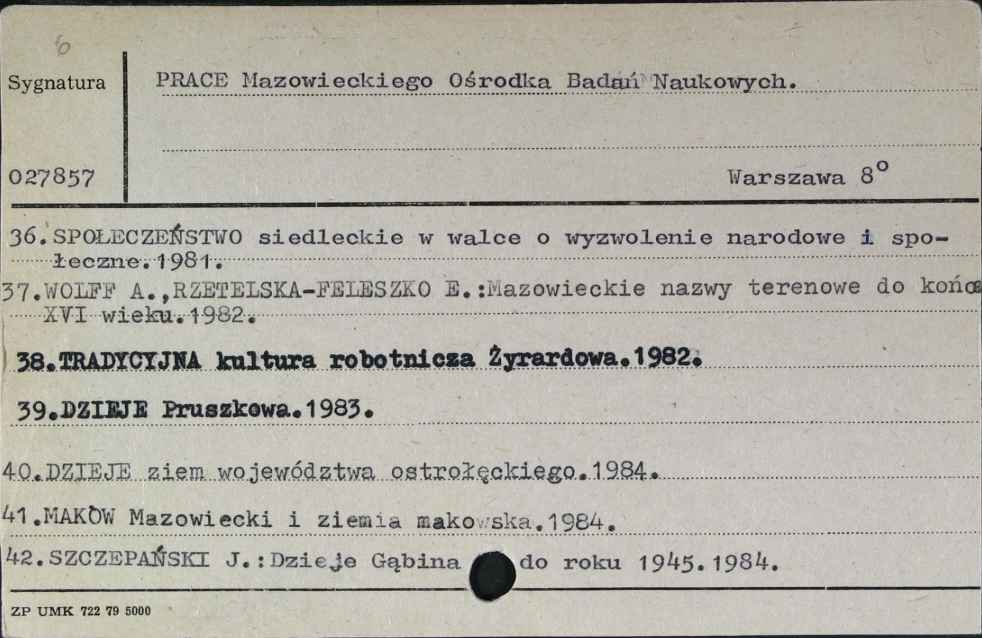 6
Sygnatura
PRACE Mazowieckiego Ośrodka Badań Naukowych.
027857
Warszawa 8°
36.SPOŁECZEŃSTWO siedleckie w walce o wyzwolenie narodowe i spo-
łeczne.1981.
37.WOLFF A.,RZETELSKA-FELESZKO E.:Mazowieckie nazwy terenowe do końca
XVI wieku.1982.
38.TRADYCYJNA kultura robotnicza Żyrardowa.1982.
39.DZIEJE Pruszkowa.1983.
40.DZIEJE ziem województwa ostrołęckiego.1984.
41.MAKÓW Mazowiecki i ziemia makowska.1984.
42.SZCZEPAŃSKI J.:Dzieje Gąbina do roku 1945.1984.
ZP UMK 722 79 5000